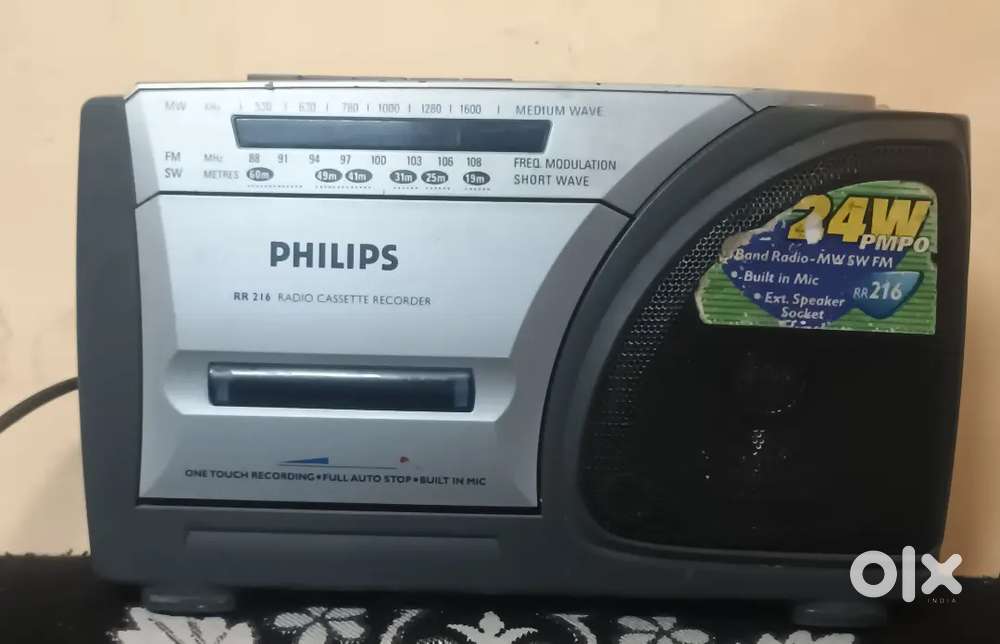 MW KHz 530 630 780 1000 1280 1600 MEDIUM WAVE
FM MHz 88 91 94 97 100 103 106 108 FREQ. MODULATION
SW METRES 60m 49m 41m 31m 25m 19m SHORT WAVE
PHILIPS
RR 216 RADIO CASSETTE RECORDER
ONE TOUCH RECORDING•FULL AUTO STOP•BUILT IN MIC
24W
PMPO
Band Radio-MW SW FM
• Built in Mic
• Ext. Speaker
Socket
RR216
olx
INDIA